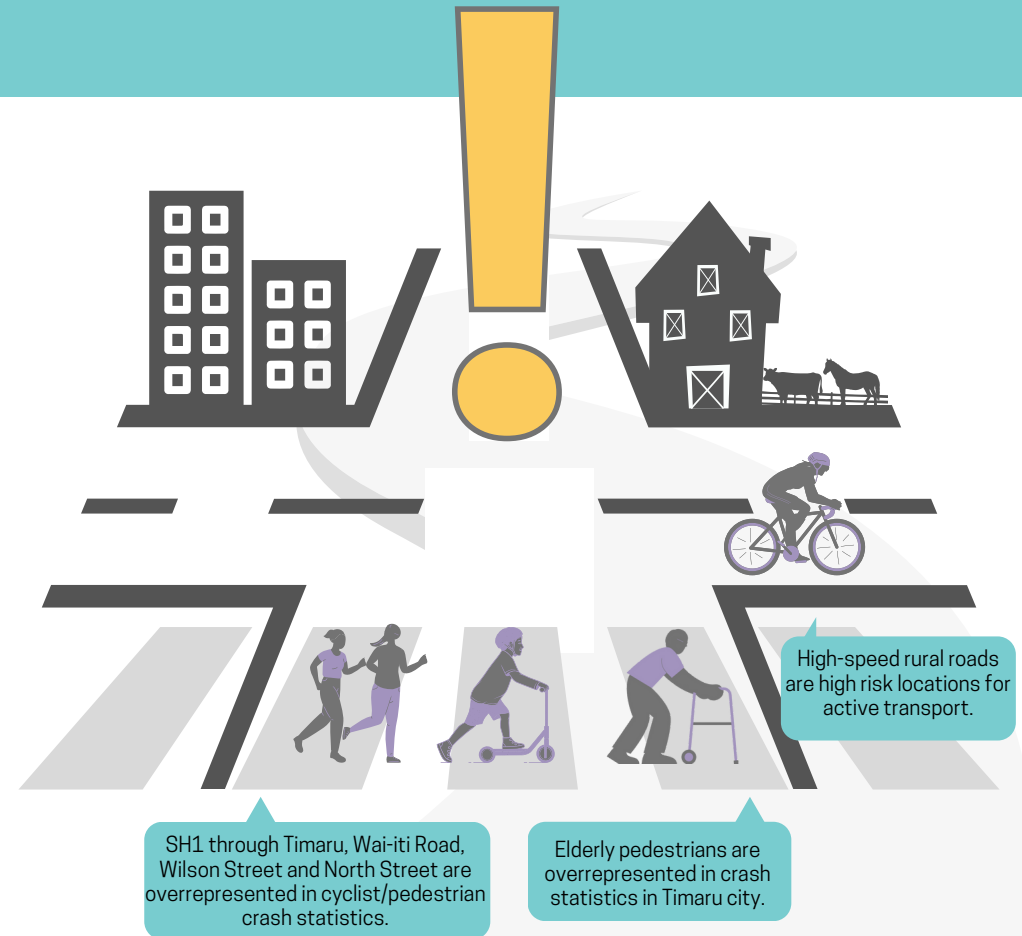 High-speed rural roads
are high risk locations for
active transport.
SH1 through Timaru, Wai-iti Road,
Wilson Street and North Street are
overrepresented in cyclist/pedestrian
crash statistics.
Elderly pedestrians are
overrepresented in crash
statistics in Timaru city.